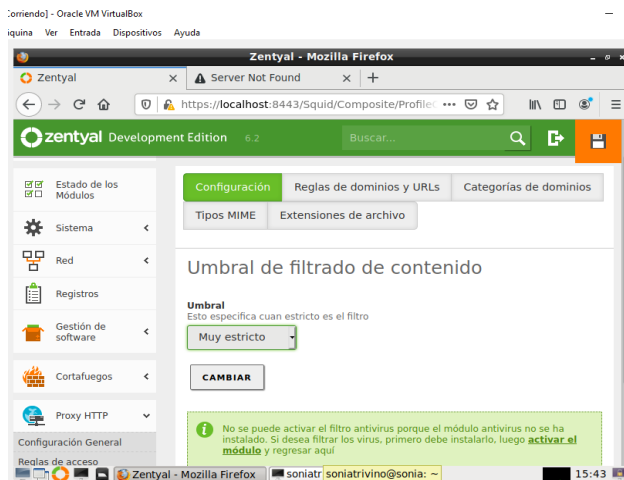 Corriendo] - Oracle VM VirtualBox
Ver Entrada Dispositivos Ayuda
Zentyal - Mozilla Firefox
Zentyal × Server Not Found × +
https://localhost:8443/Squid/Composite/Profile
zentyal Development Edition 6.2 Buscar...
Estado de los
Módulos
Sistema
Red
Registros
Gestión de
software
Cortafuegos
Proxy HTTP
Configuración General
Reglas de acceso
Configuración Reglas de dominios y URLs Categorías de dominios
Tipos MIME Extensiones de archivo
Umbral de filtrado de contenido
Umbral
Esto especifica cuan estricto es el filtro
Muy estricto
CAMBIAR
No se puede activar el filtro antivirus porque el módulo antivirus no se ha
instalado. Si desea filtrar los virus, primero debe instalarlo, luego activar el
módulo y regresar aquí
Zentyal - Mozilla Firefox soniatr soniatrivino@sonia: ~ 15:43